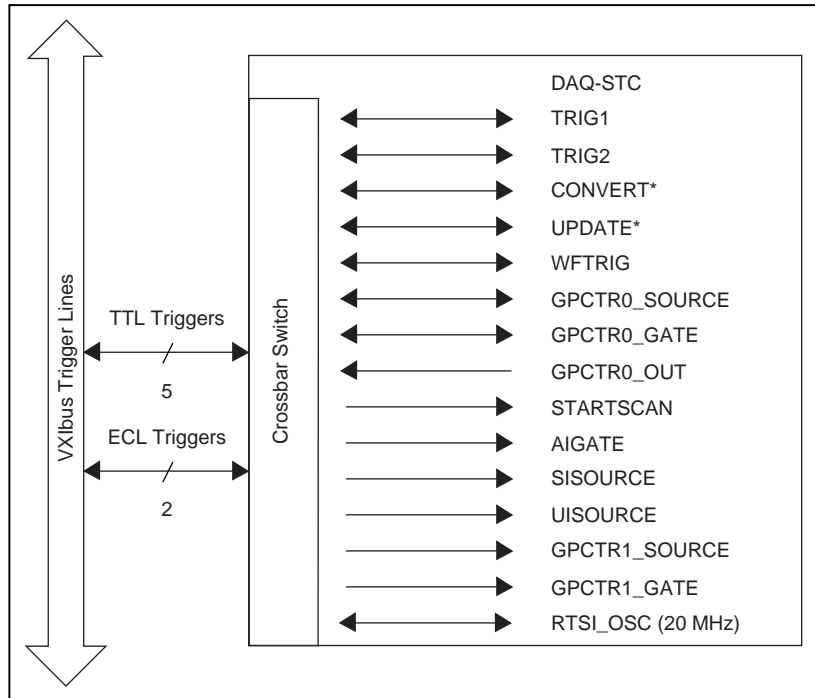 VXIbus Trigger Lines
TTL Triggers
5
ECL Triggers
2
Crossbar Switch
DAQ-STC
TRIG1
TRIG2
CONVERT*
UPDATE*
WFTRIG
GPCTR0_SOURCE
GPCTR0_GATE
GPCTR0_OUT
STARTSCAN
AIGATE
SISOURCE
UISOURCE
GPCTR1_SOURCE
GPCTR1_GATE
RTSI_OSC (20 MHz)